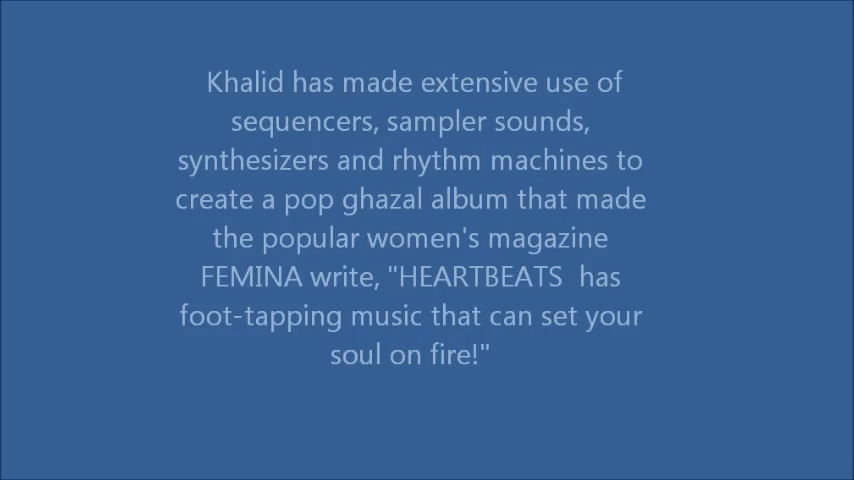 Khalid has made extensive use of
sequencers, sampler sounds,
synthesizers and rhythm machines to
create a pop ghazal album that made
the popular women's magazine
FEMINA write, "HEARTBEATS  has
foot-tapping music that can set your
soul on fire!"